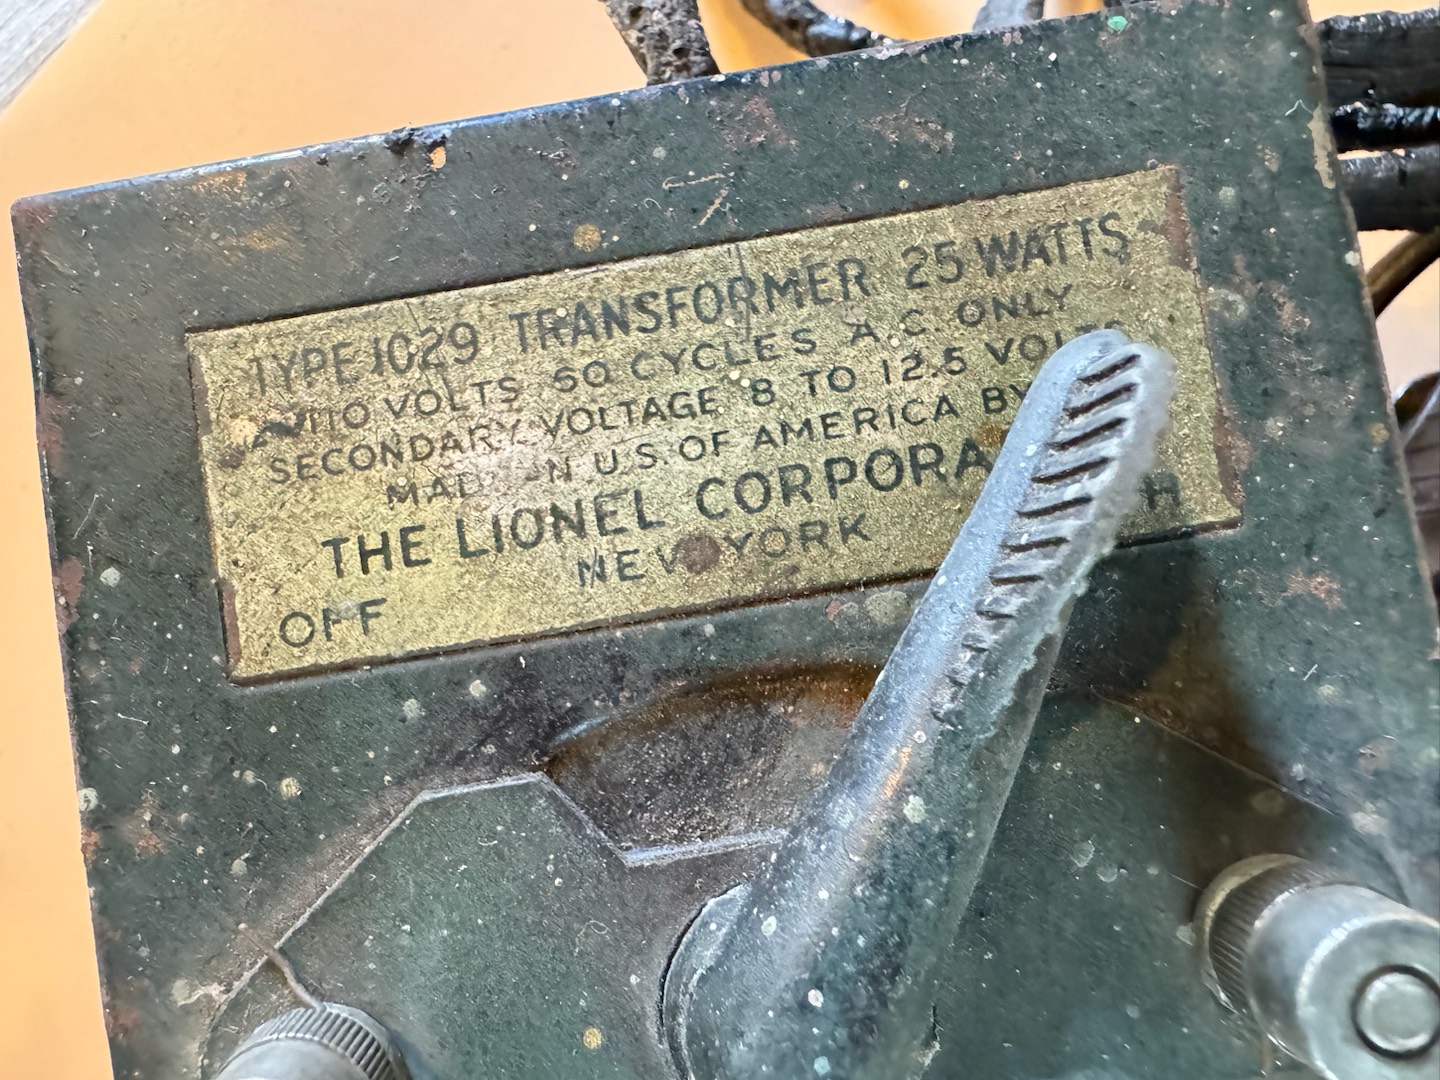 TYPE 1029 TRANSFORMER 25 WATTS
110 VOLTS 60 CYCLES A.C. ONLY
SECONDARY VOLTAGE 8 TO 12.5 VOLTS
MADE IN U.S. OF AMERICA BY
THE LIONEL CORPORA
NEW YORK
OFF